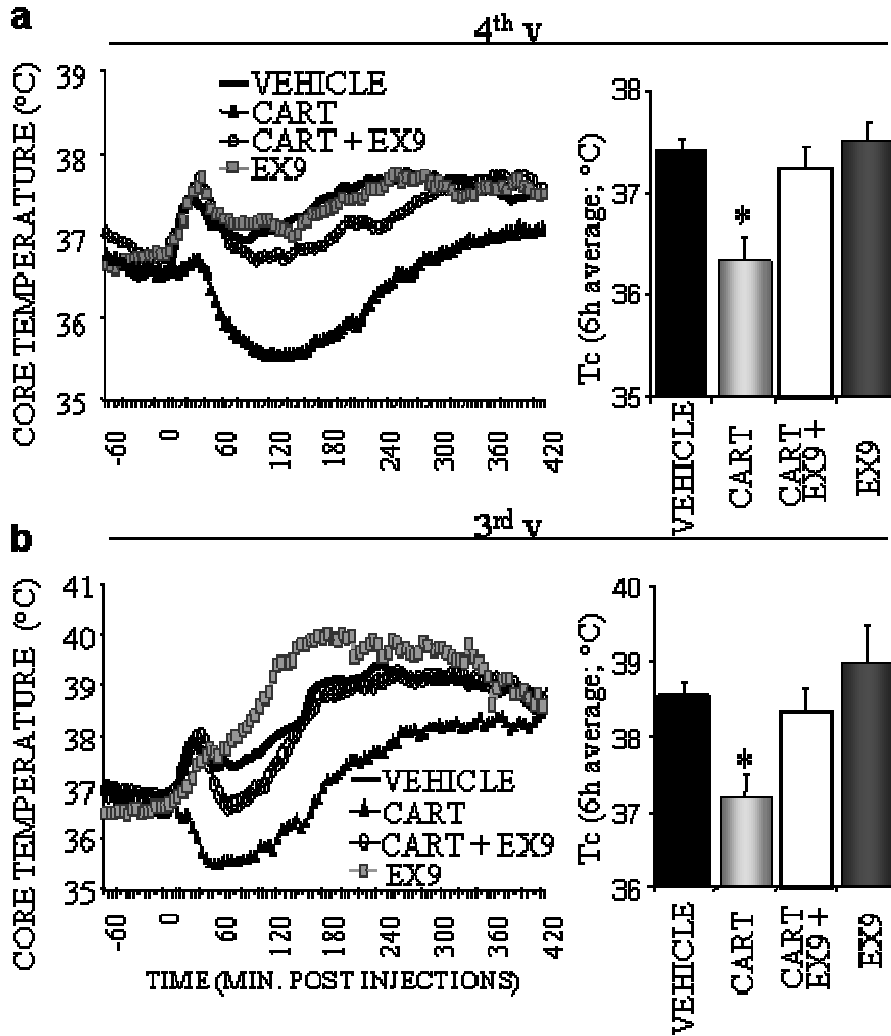 a
4th v
CORE TEMPERATURE (°C)
39
38
37
36
35
VEHICLE
CART
CART + EX9
EX9
-60
0
60
120
180
240
300
360
420
Tc (6h average; °C)
38
37
36
35
*
VEHICLE
CART
CART
EX9 +
EX9
b
3rd v
CORE TEMPERATURE (°C)
41
40
39
38
37
36
35
VEHICLE
CART
CART + EX9
EX9
-60
0
60
120
180
240
300
360
420
TIME (MIN. POST INJECTIONS)
Tc (6h average; °C)
40
39
38
37
36
*
VEHICLE
CART
CART
EX9 +
EX9